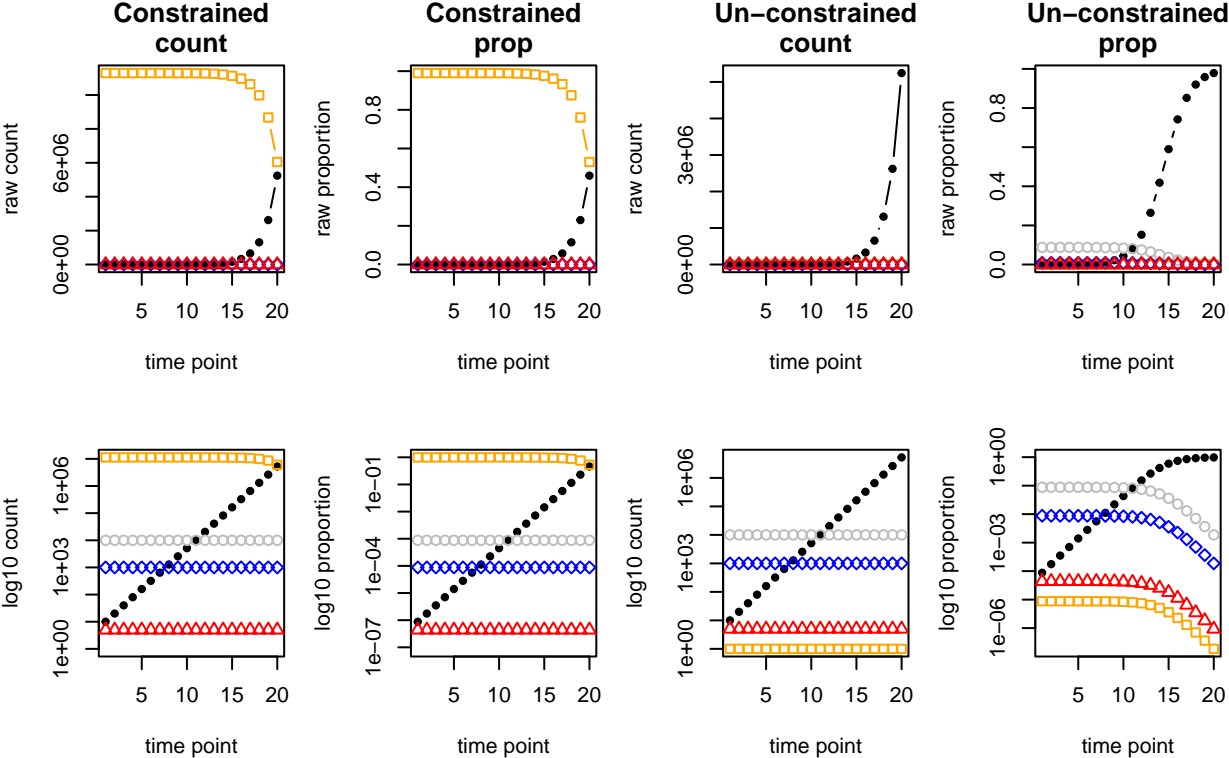 Constrained
count
Constrained
prop
Un−constrained
count
Un−constrained
prop
raw count
0e+00 6e+06
5 10 15 20
time point
raw proportion
0.0 0.4 0.8
5 10 15 20
time point
raw count
0e+00 3e+06
5 10 15 20
time point
raw proportion
0.0 0.4 0.8
5 10 15 20
time point
log10 count
1e+00 1e+03 1e+06
5 10 15 20
time point
log10 proportion
1e−07 1e−04 1e−01
5 10 15 20
time point
log10 count
1e+00 1e+03 1e+06
5 10 15 20
time point
log10 proportion
1e−06 1e−03 1e+00
5 10 15 20
time point